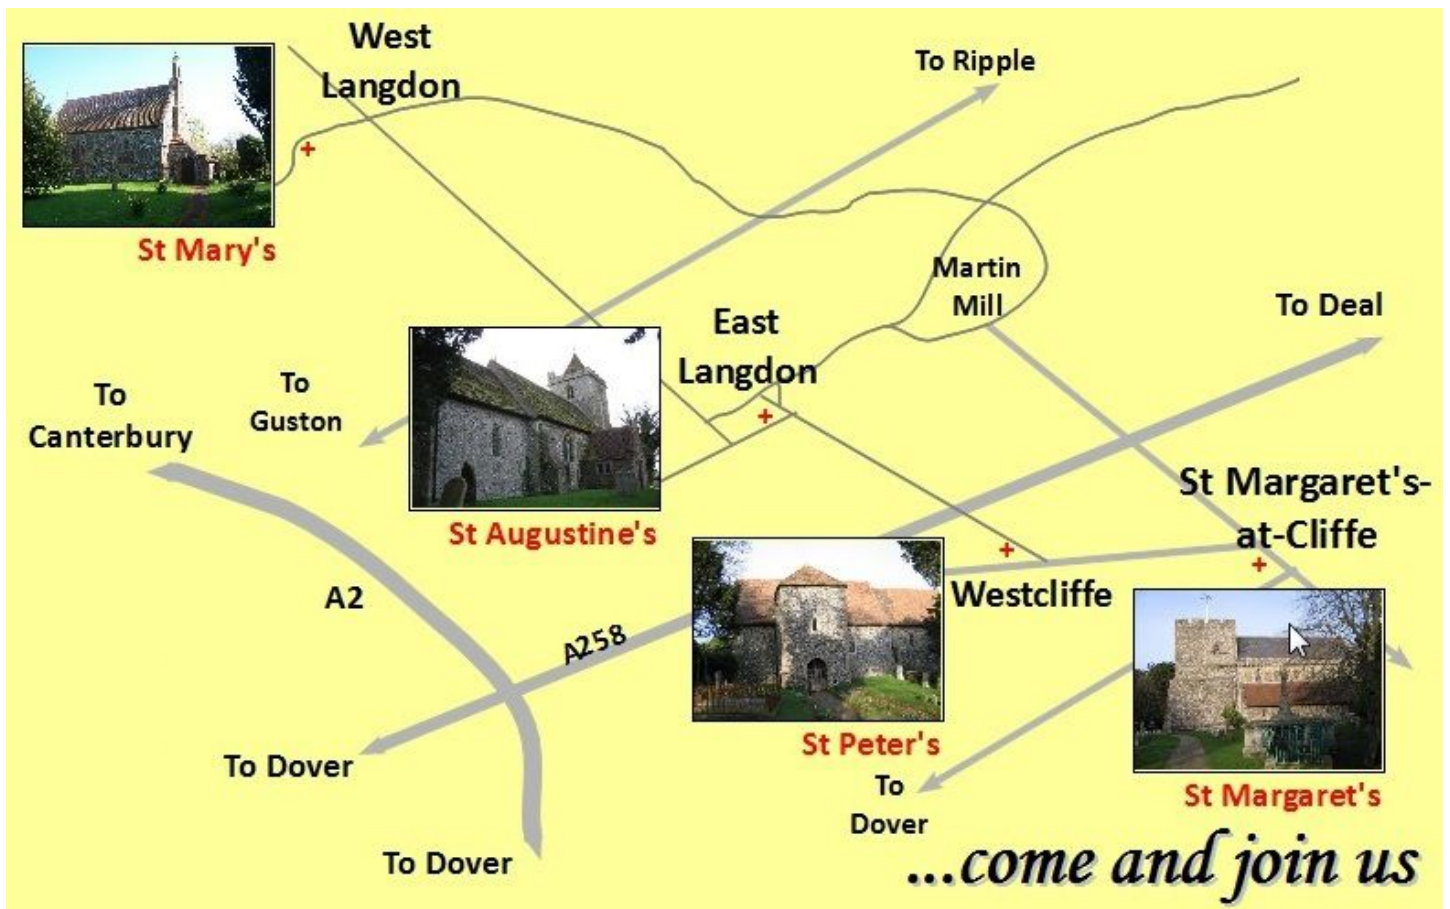 West
Langdon
To Ripple
St Mary's
Martin
Mill
To Deal
East
Langdon
To
Canterbury
To
Guston
St Margaret's-
at-Cliffe
St Augustine's
A2
Westcliffe
A258
St Peter's
To Dover
To
Dover
St Margaret's
To Dover
...come and join us